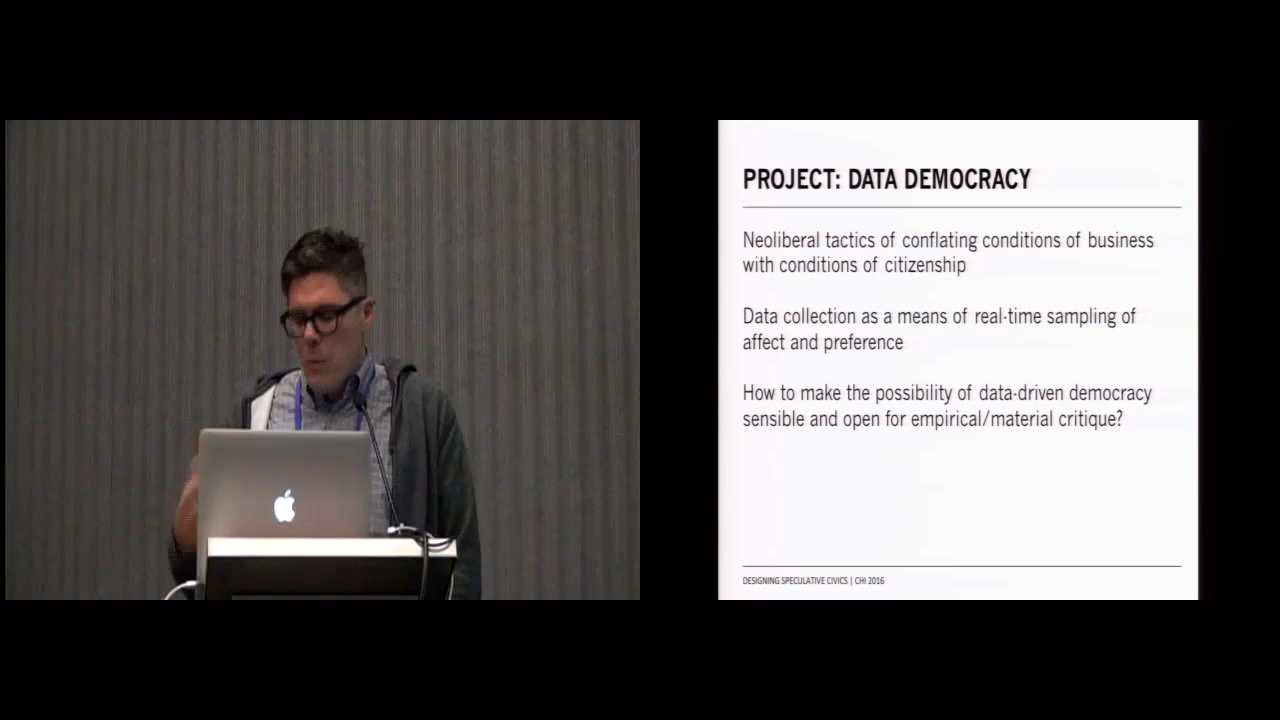 PROJECT: DATA DEMOCRACY
Neoliberal tactics of conflating conditions of business
with conditions of citizenship
Data collection as a means of real-time sampling of
affect and preference
How to make the possibility of data-driven democracy
sensible and open for empirical/material critique?
DESIGNING SPECULATIVE CIVICS | CHI 2016